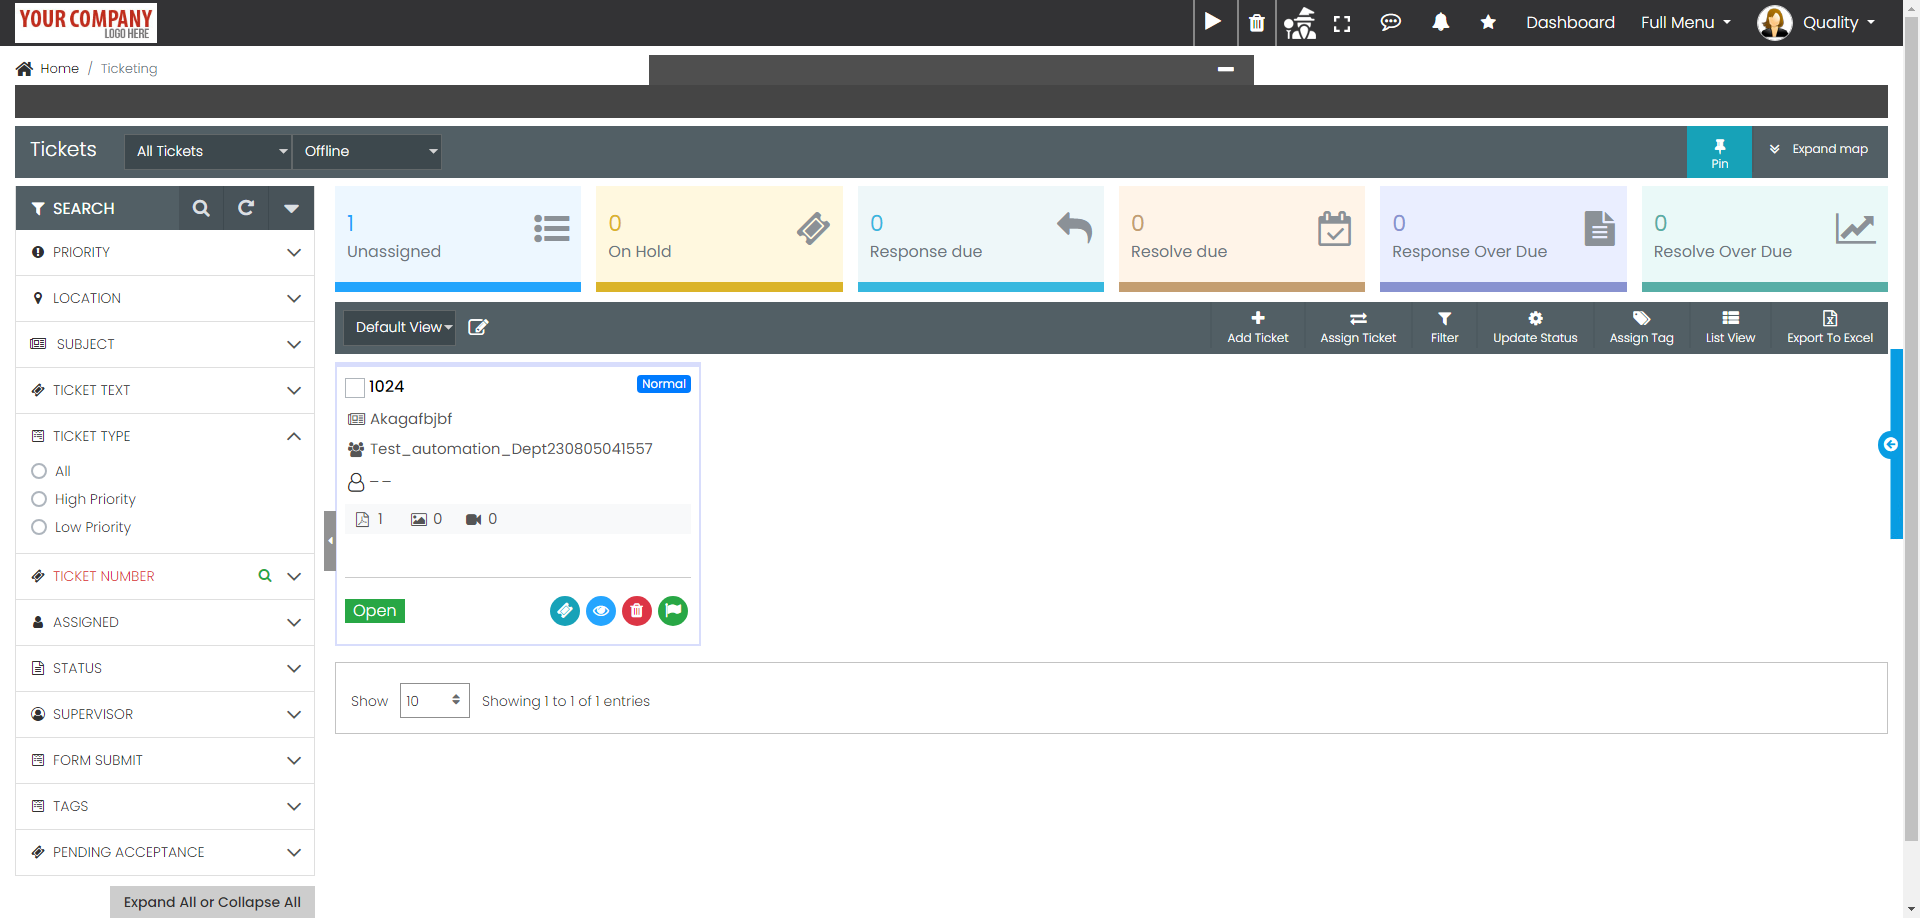 YOUR COMPANY
LOGO HERE
Dashboard
Full Menu
Quality
Home / Ticketing
Tickets
All Tickets
Offline
Pin
Expand map
SEARCH
PRIORITY
LOCATION
SUBJECT
TICKET TEXT
TICKET TYPE
All
High Priority
Low Priority
TICKET NUMBER
ASSIGNED
STATUS
SUPERVISOR
FORM SUBMIT
TAGS
PENDING ACCEPTANCE
Expand All or Collapse All
1
Unassigned
0
On Hold
0
Response due
0
Resolve due
0
Response Over Due
0
Resolve Over Due
Default View
Add Ticket
Assign Ticket
Filter
Update Status
Assign Tag
List View
Export To Excel
1024
Normal
Akagafbjbf
Test_automation_Dept230805041557
--
1 0 0
Open
Show 10 Showing 1 to 1 of 1 entries